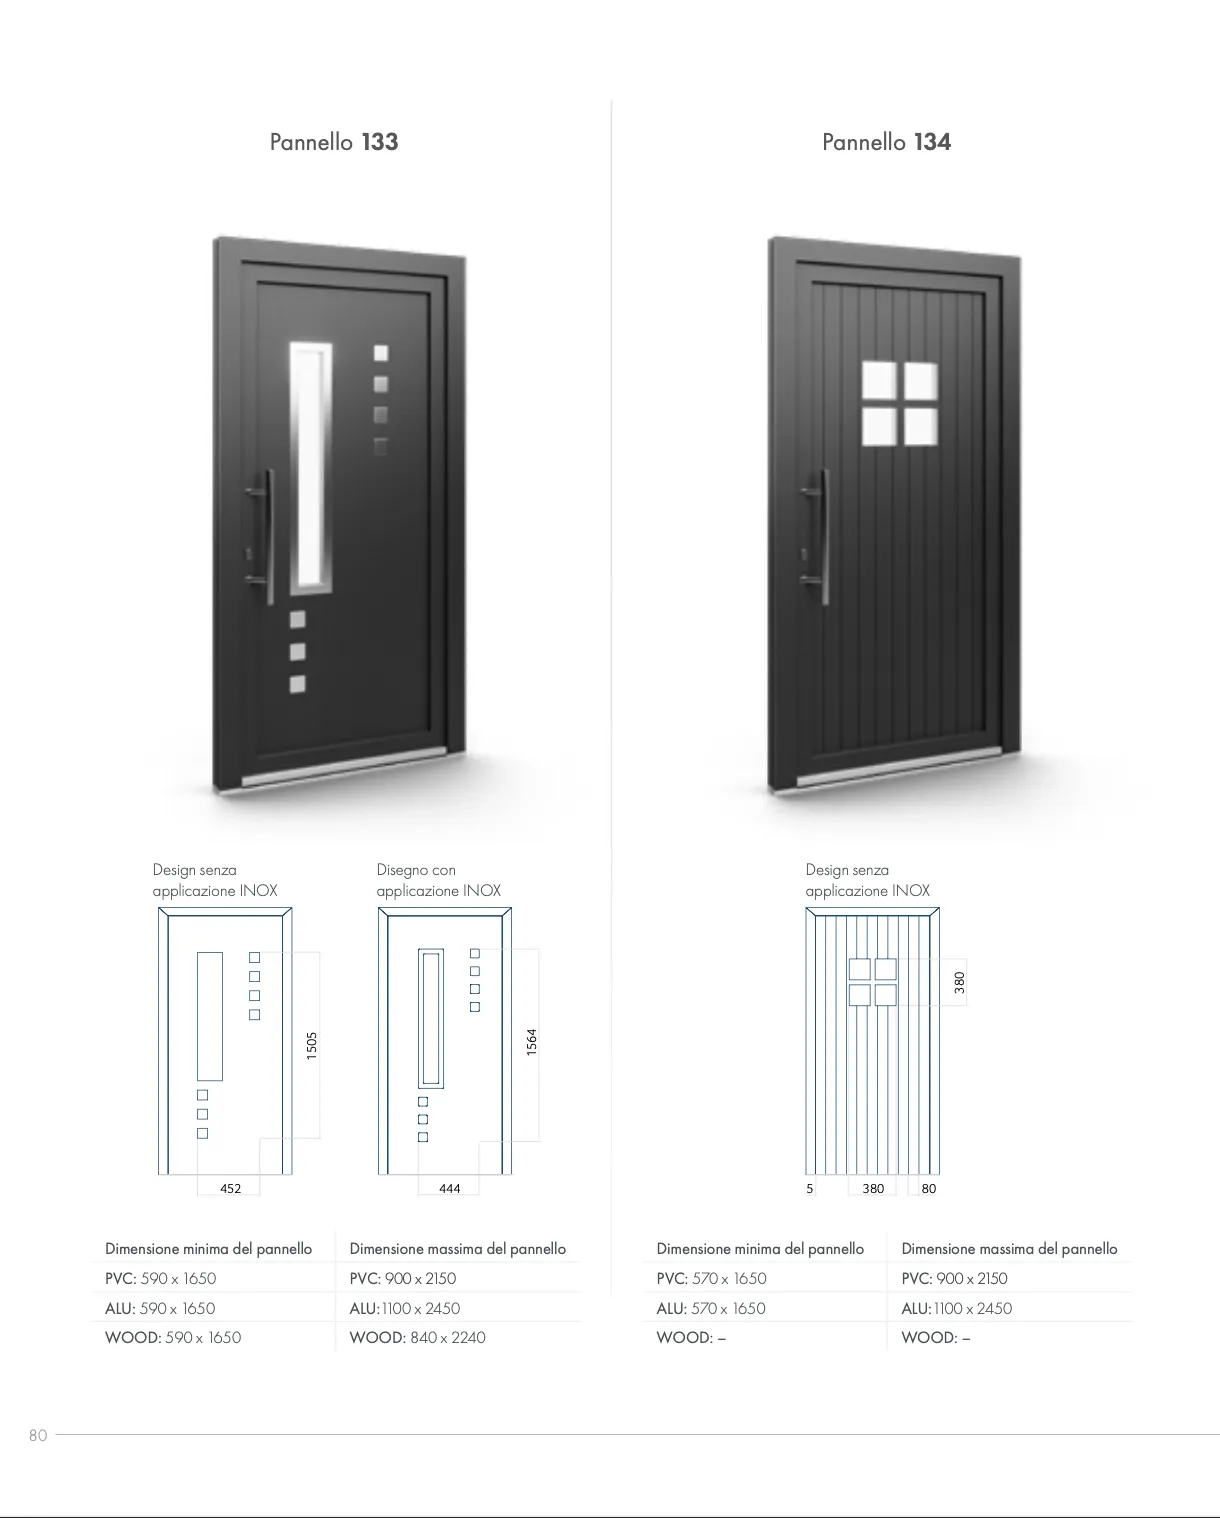 Pannello 133
Design senza
applicazione INOX
Disegno con
applicazione INOX
1505
1564
452
444
Dimensione minima del pannello
Dimensione massima del pannello
PVC: 590 x 1650
PVC: 900 x 2150
ALU: 590 x 1650
ALU:1100 x 2450
WOOD: 590 x 1650
WOOD: 840 x 2240
Pannello 134
Design senza
applicazione INOX
380
5
380
80
Dimensione minima del pannello
Dimensione massima del pannello
PVC: 570 x 1650
PVC: 900 x 2150
ALU: 570 x 1650
ALU:1100 x 2450
WOOD: –
WOOD: –
80